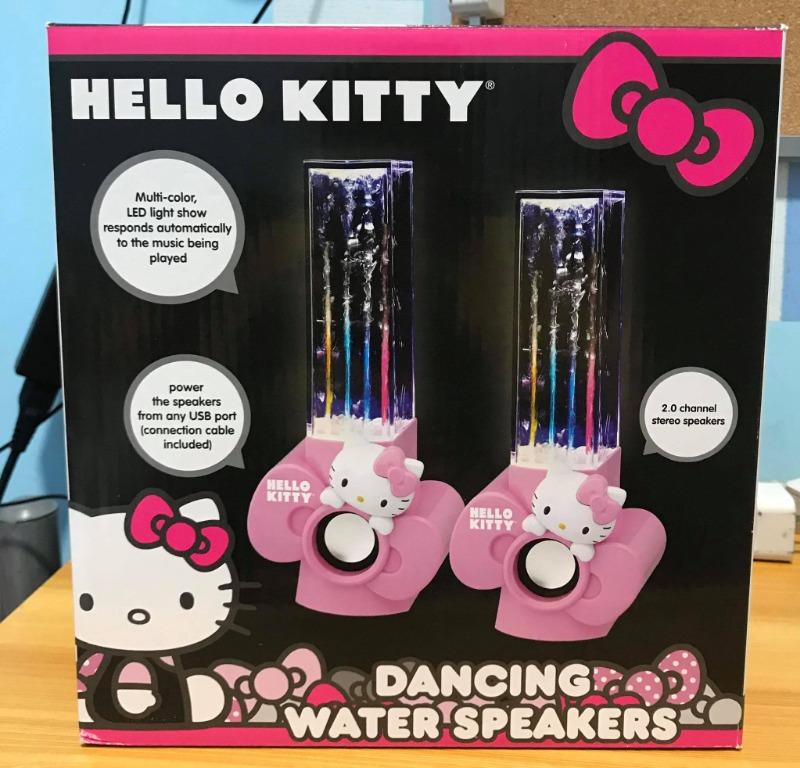 HELLO KITTY®
Multi-color,
LED light show
responds automatically
to the music being
played
power
the speakers
from any USB port
(connection cable
included)
2.0 channel
stereo speakers
HELLO
KITTY
HELLO
KITTY
DANCING
WATER SPEAKERS